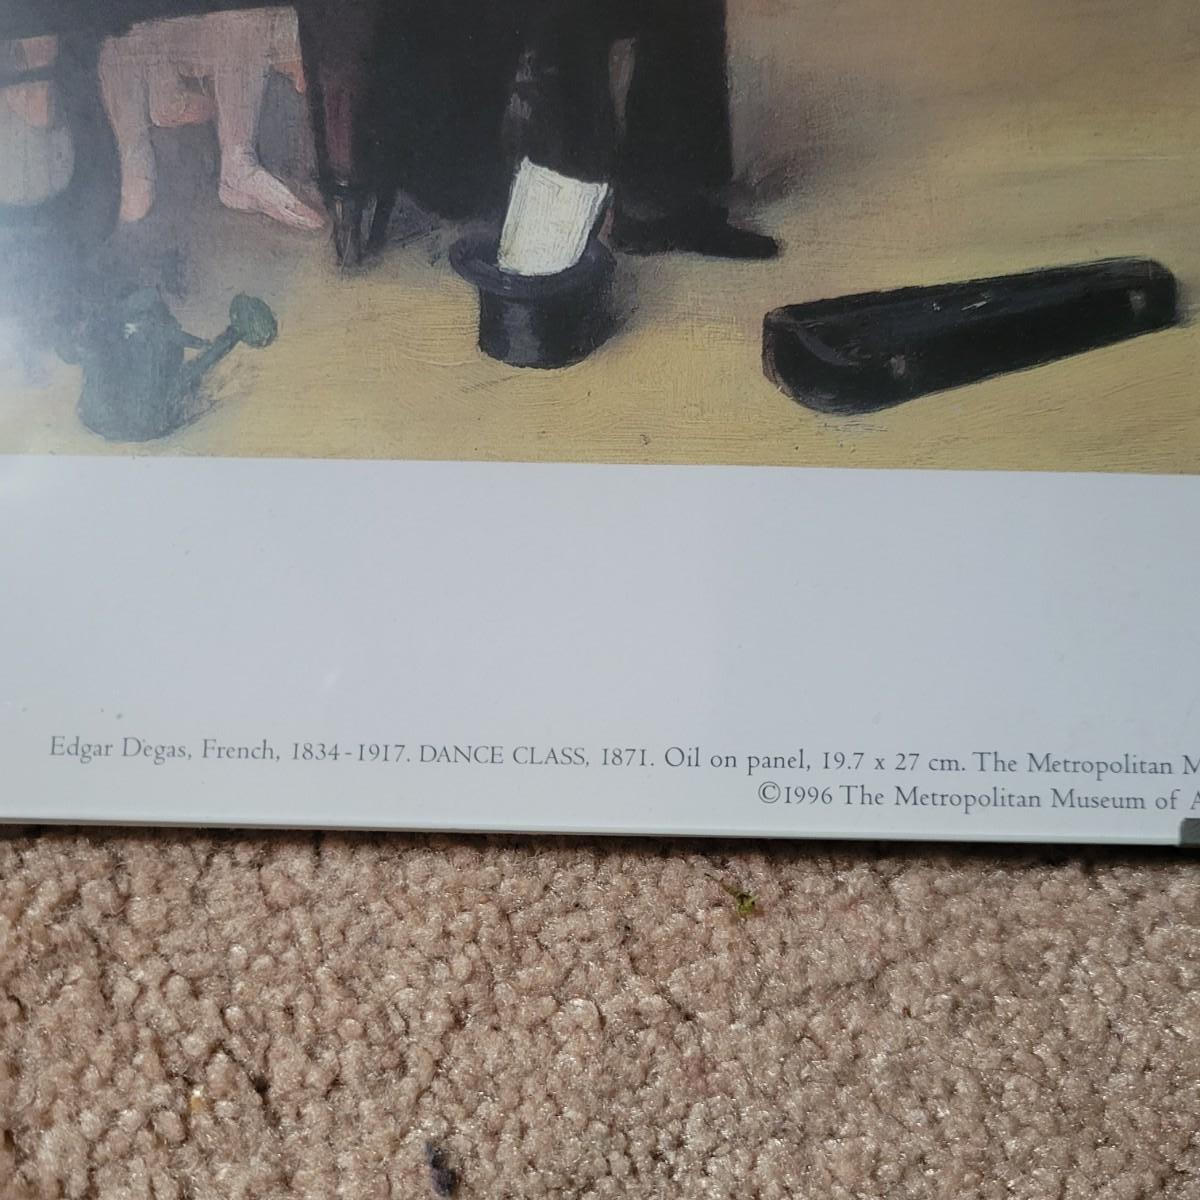 Edgar Degas, French, 1834-1917. DANCE CLASS, 1871. Oil on panel, 19.7 x 27 cm. The Metropolitan
©1996 The Metropolitan Museum of